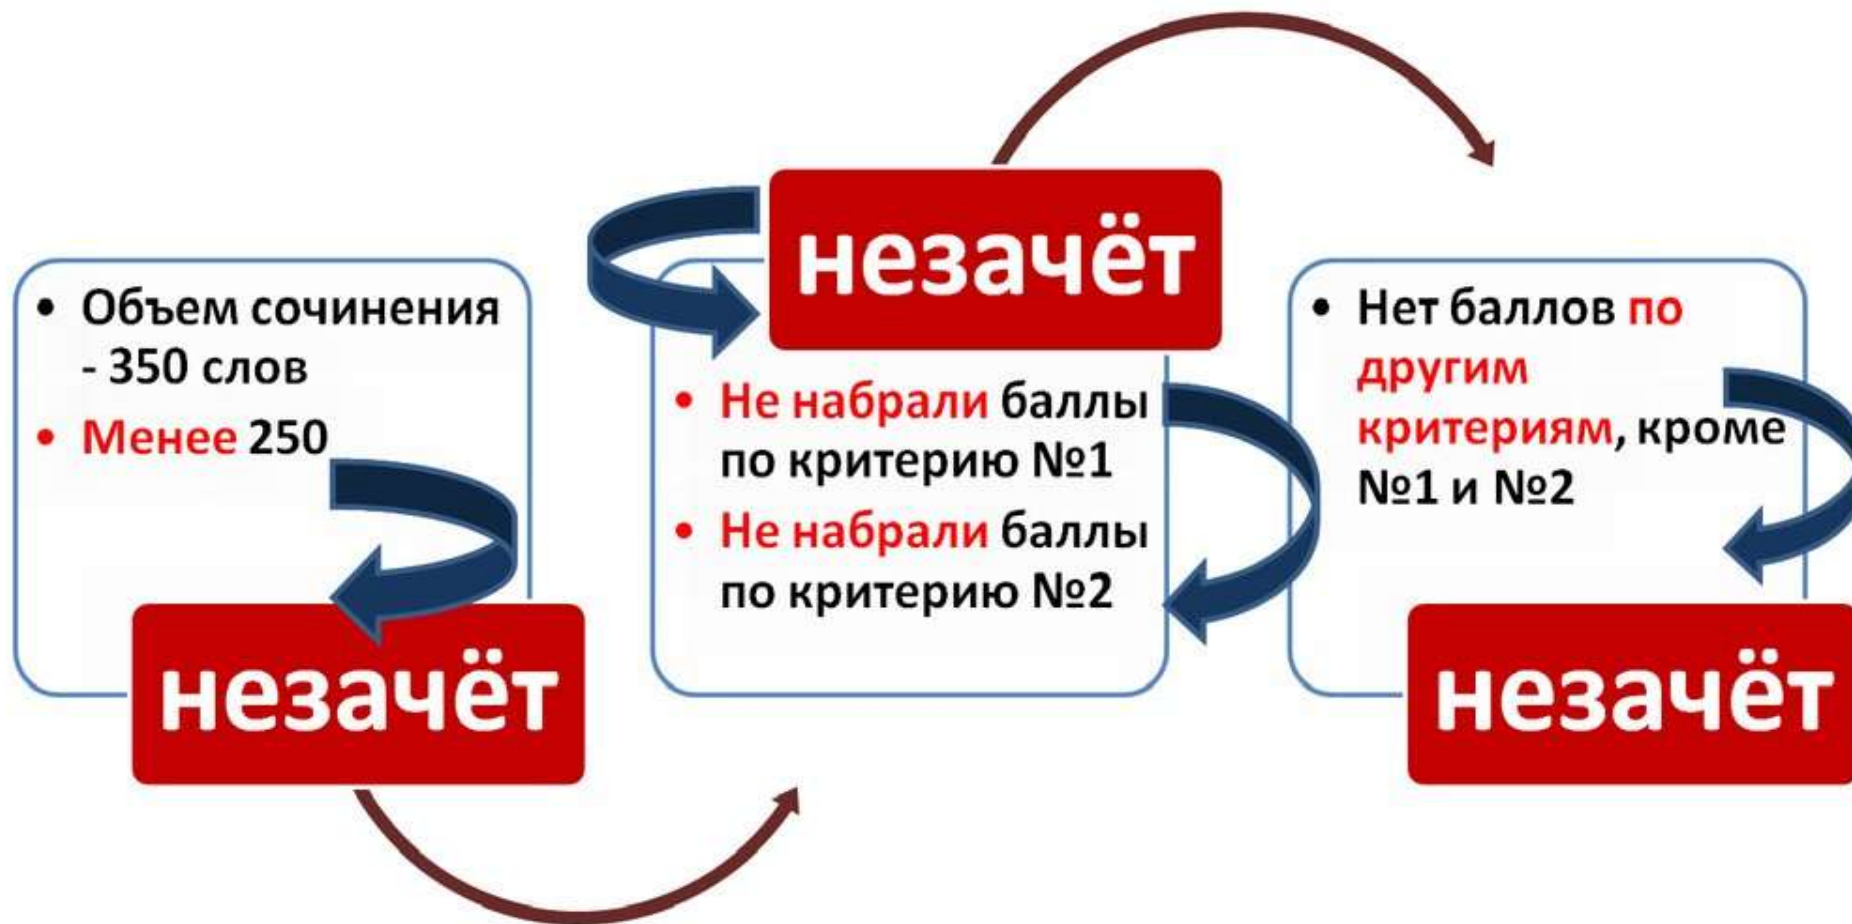 Объем сочинения
- 350 слов
Менее 250
незачёт
незачёт
Не набрали баллы
по критерию №1
Не набрали баллы
по критерию №2
Нет баллов по
другим
критериям, кроме
№1 и №2
незачёт